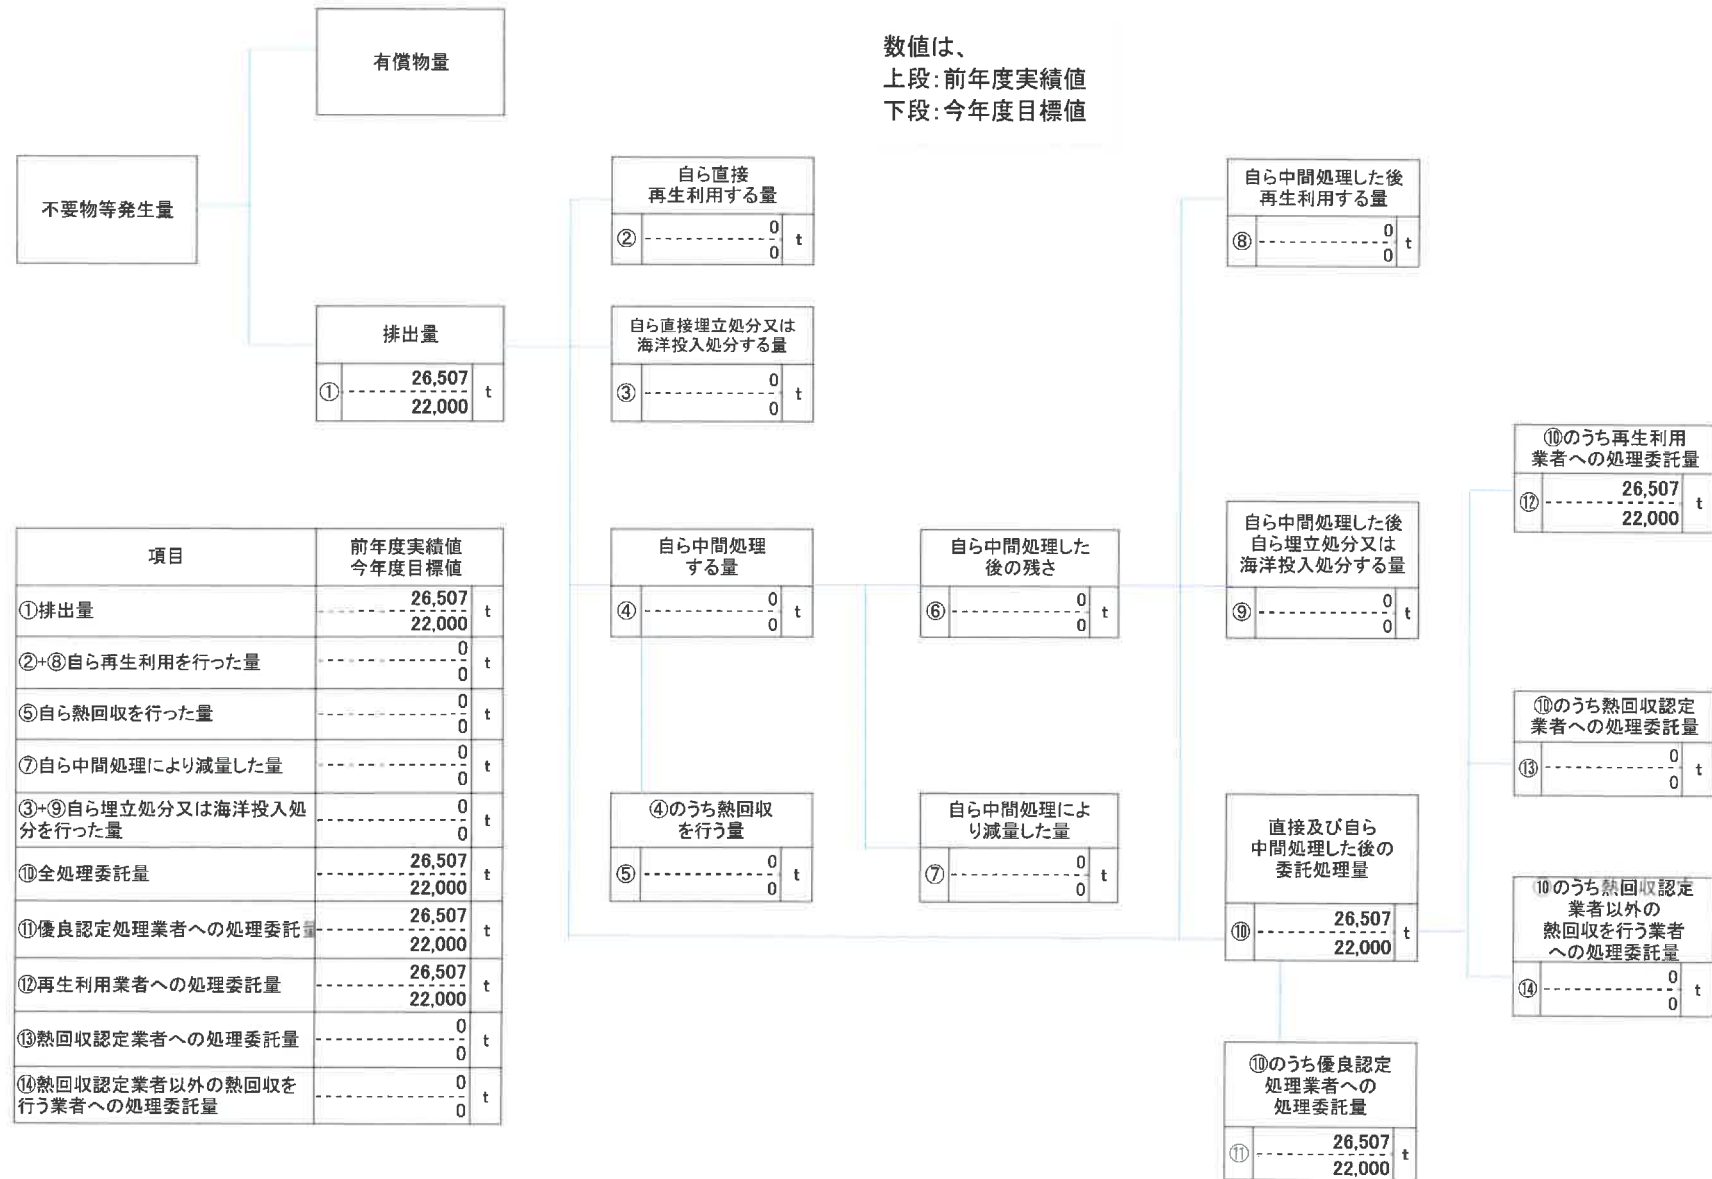 有償物量
数値は、
上段:前年度実績値
下段:今年度目標値
不要物等発生量
自ら直接
再生利用する量
② 0 t
0
自ら中間処理した後
再生利用する量
⑧ 0 t
0
排出量
① 26,507 t
22,000
自ら直接埋立処分又は
海洋投入処分する量
③ 0 t
0
⑩のうち再生利用
業者への処理委託量
⑫ 26,507 t
22,000
自ら中間処理
する量
④ 0 t
0
自ら中間処理した
後の残さ
⑥ 0 t
0
自ら中間処理した後
自ら埋立処分又は
海洋投入処分する量
⑨ 0 t
0
⑩のうち熱回収認定
業者への処理委託量
⑬ 0 t
0
④のうち熱回収
を行う量
⑤ 0 t
0
自ら中間処理によ
り減量した量
⑦ 0 t
0
直接及び自ら
中間処理した後の
委託処理量
⑩ 26,507 t
22,000
⑩のうち熱回収認定
業者以外の
熱回収を行う業者
への処理委託量
⑭ 0 t
0
⑩のうち優良認定
処理業者への
処理委託量
⑪ 26,507 t
22,000
項目 前年度実績値
今年度目標値
①排出量 26,507 t
22,000
②+⑧自ら再生利用を行った量 0 t
0
⑤自ら熱回収を行った量 0 t
0
⑦自ら中間処理により減量した量 0 t
0
③+⑨自ら埋立処分又は海洋投入処
分を行った量 0 t
0
⑩全処理委託量 26,507 t
22,000
⑪優良認定処理業者への処理委託量 26,507 t
22,000
⑫再生利用業者への処理委託量 26,507 t
22,000
⑬熱回収認定業者への処理委託量 0 t
0
⑭熱回収認定業者以外の熱回収を
行う業者への処理委託量 0 t
0